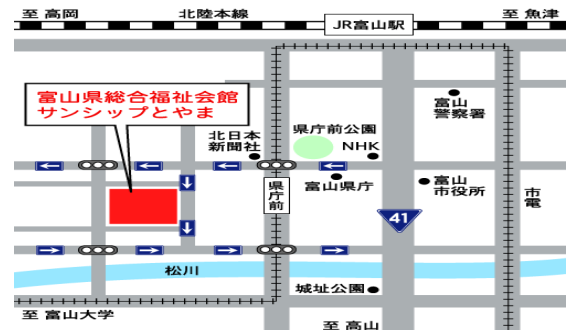 至 高岡
北陸本線
JR富山駅
至 魚津
富山県総合福祉会館
サンシップとやま
富山
警察署
北日本
新聞社
県庁前公園
NHK
富山県庁
富山
市役所
県庁前
市電
41
松川
城址公園
至 富山大学
至 高山